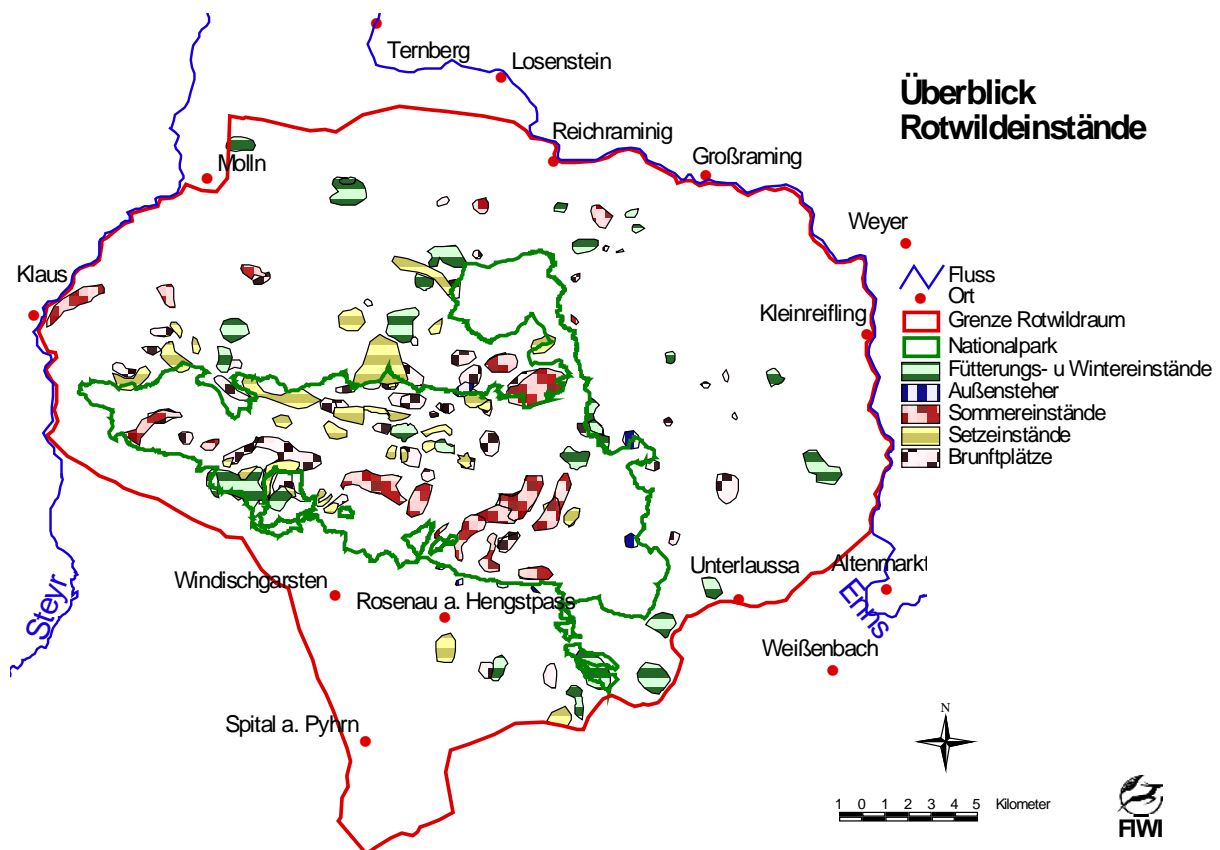 Überblick
Rotwildeinstände
Ternberg
Losenstein
Reichraminig
Molln
Großraming
Weyer
Klaus
Kleinreifling
Fluss
Ort
Grenze Rotwildraum
Nationalpark
Fütterungs- u Wintereinstände
Außensteher
Sommereinstände
Setzeinstände
Brunftplätze
Windischgarsten
Rosenau a. Hengstpass
Unterlaussa
Altenmarkt
Steyr
Enns
Weißenbach
Spital a. Pyhrn
N
1 0 1 2 3 4 5 Kilometer
FIWI